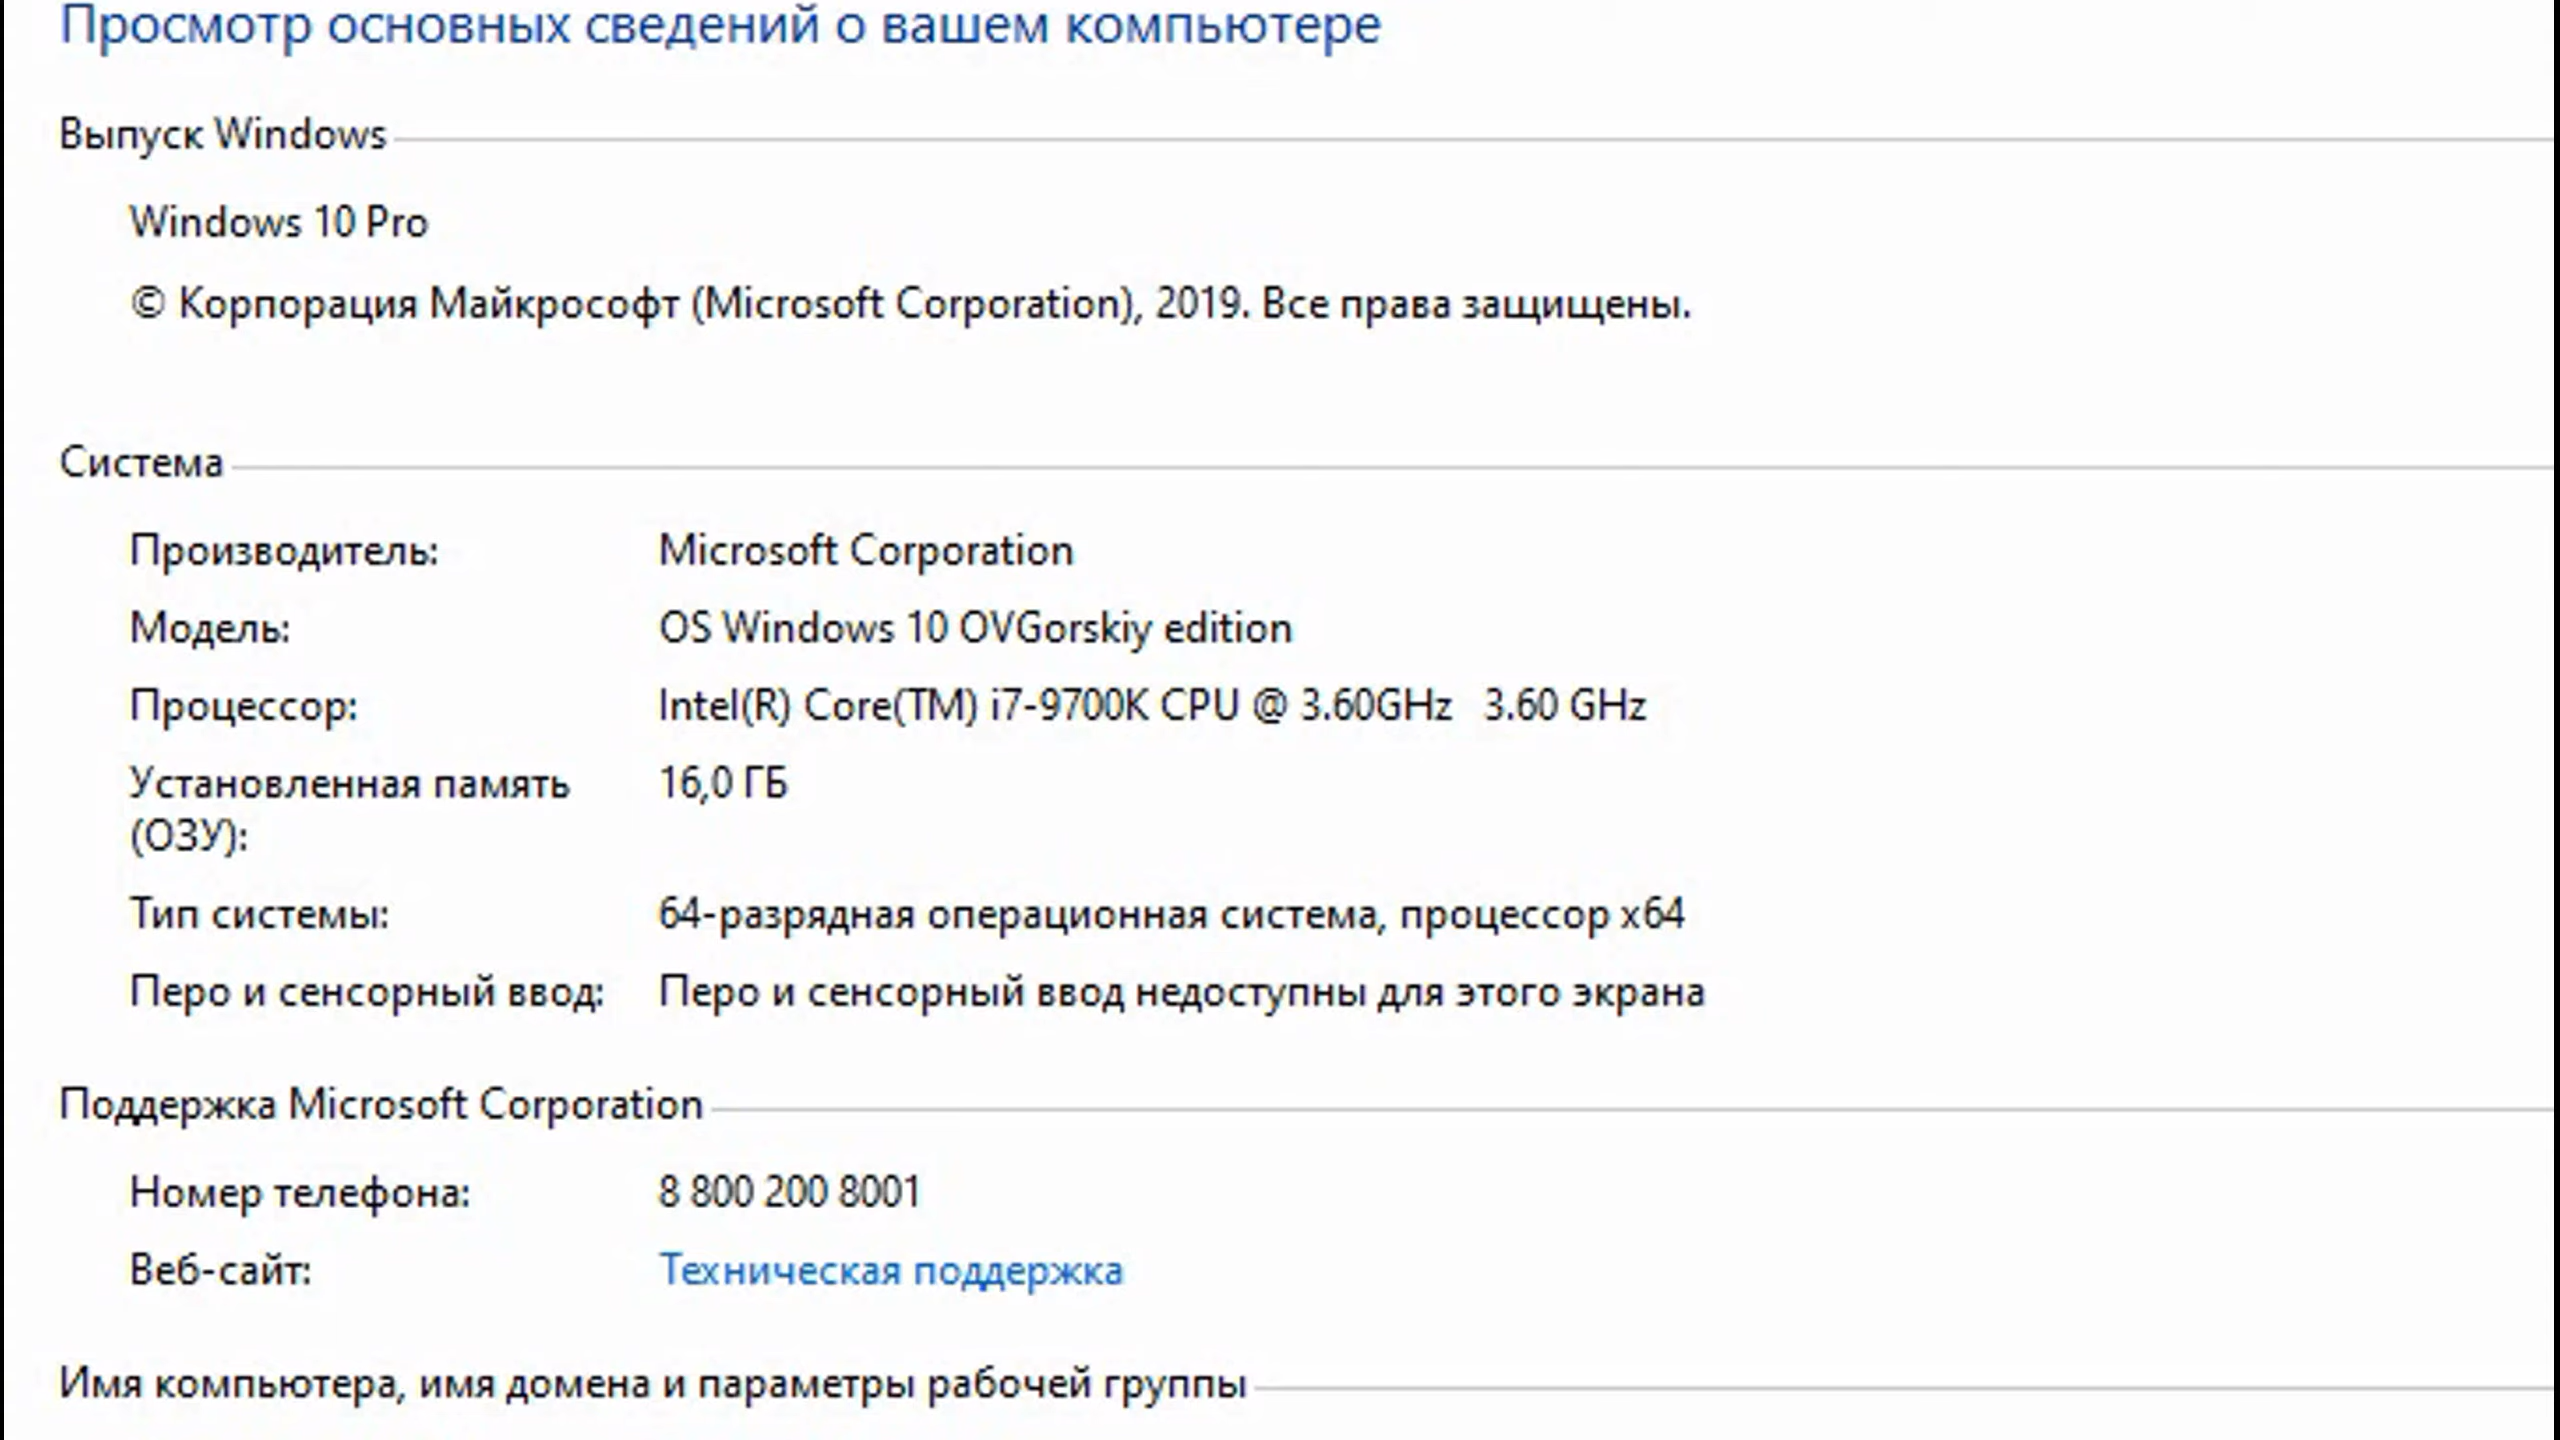 Просмотр основных сведений о вашем компьютере
Выпуск Windows
Windows 10 Pro
© Корпорация Майкрософт (Microsoft Corporation), 2019. Все права защищены.
Система
Производитель: Microsoft Corporation
Модель: OS Windows 10 OVGorskiy edition
Процессор: Intel(R) Core(TM) i7-9700K CPU @ 3.60GHz 3.60 GHz
Установленная память 16,0 ГБ
(ОЗУ):
Тип системы: 64-разрядная операционная система, процессор x64
Перо и сенсорный ввод: Перо и сенсорный ввод недоступны для этого экрана
Поддержка Microsoft Corporation
Номер телефона: 8 800 200 8001
Веб-сайт: Техническая поддержка
Имя компьютера, имя домена и параметры рабочей группы